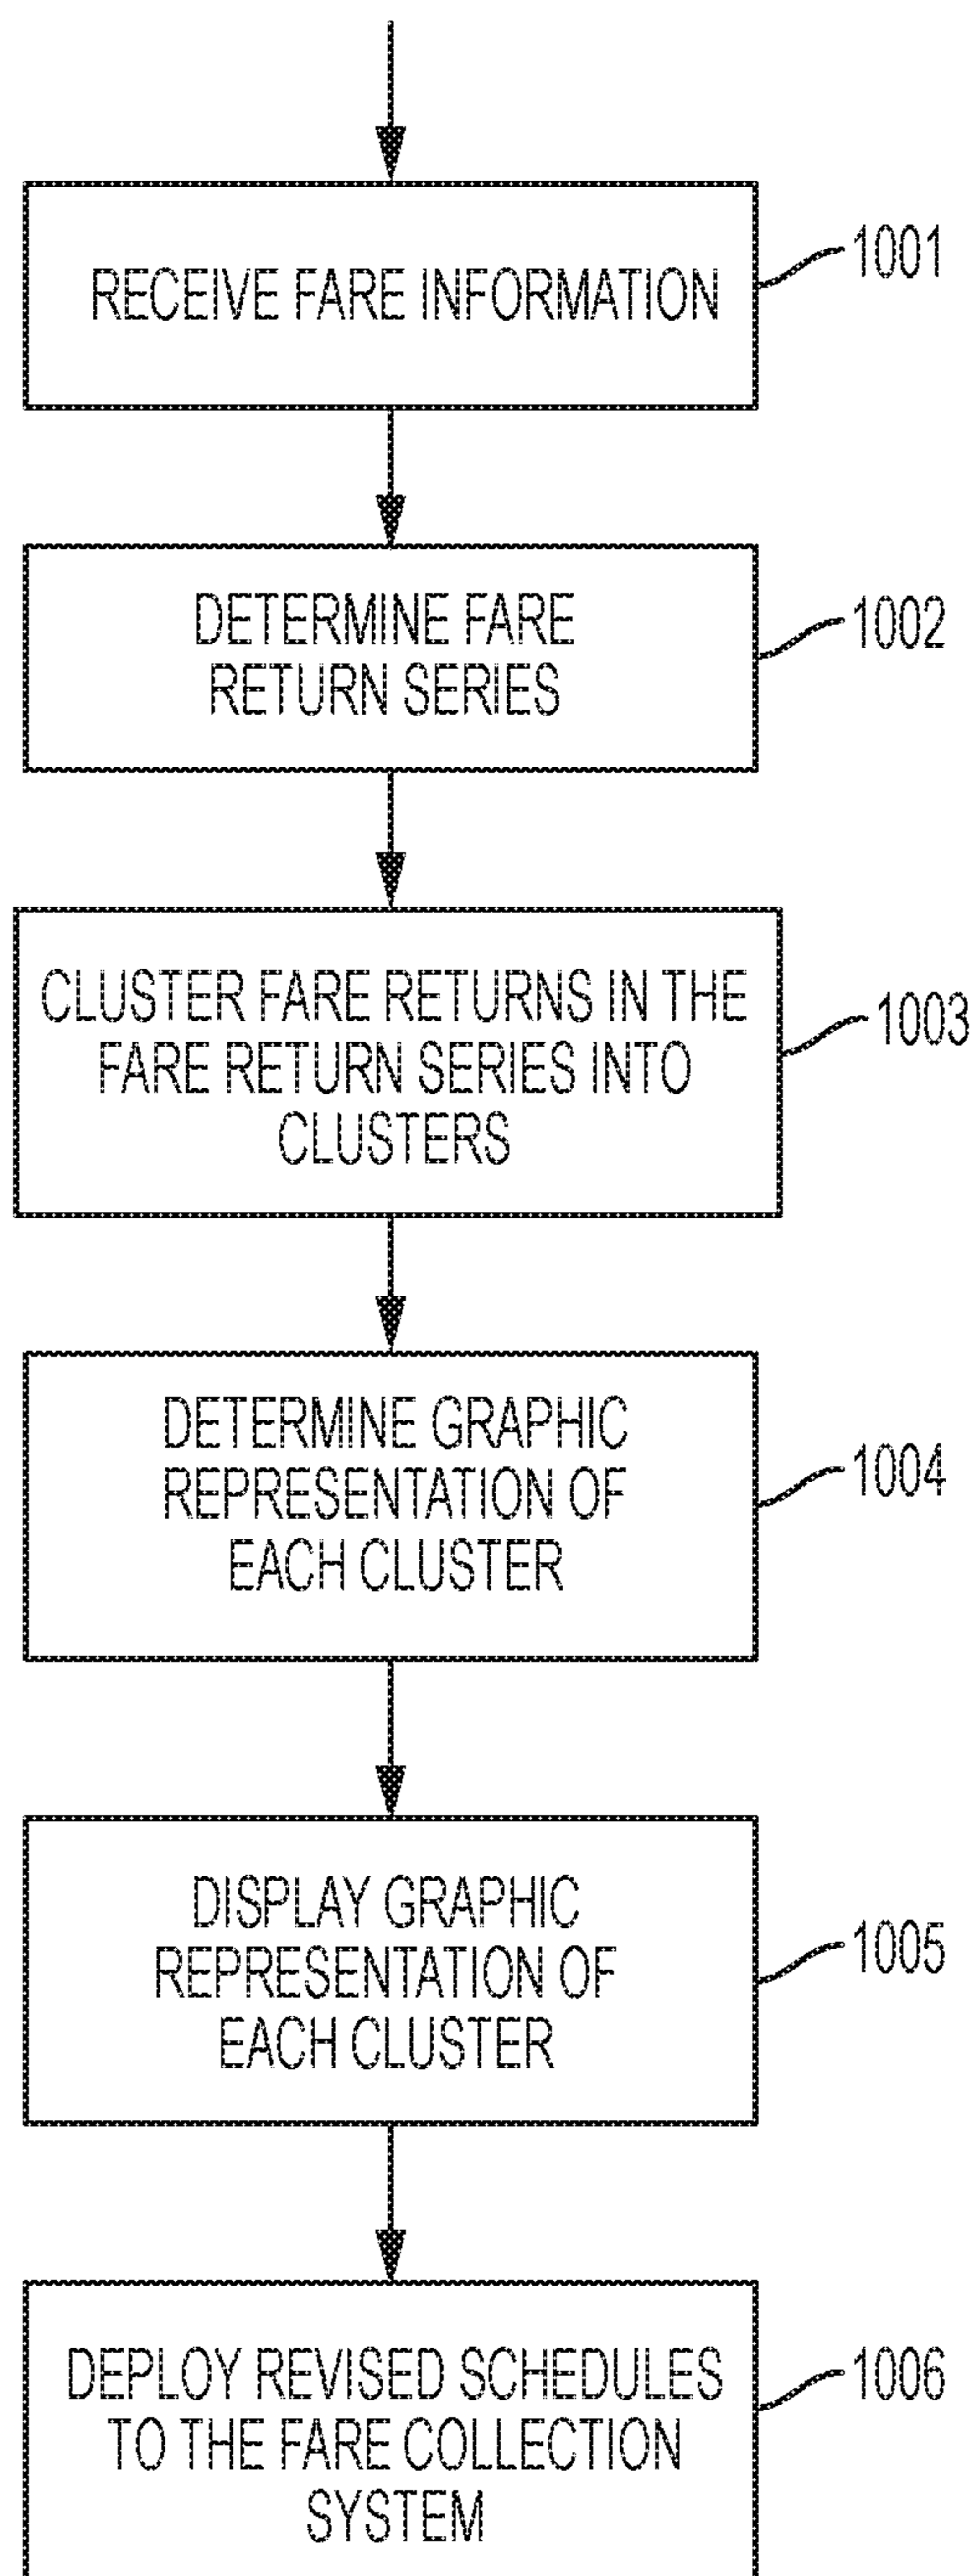 RECEIVE FARE INFORMATION
1001
DETERMINE FARE
RETURN SERIES
1002
CLUSTER FARE RETURNS IN THE
FARE RETURN SERIES INTO
CLUSTERS
1003
DETERMINE GRAPHIC
REPRESENTATION OF
EACH CLUSTER
1004
DISPLAY GRAPHIC
REPRESENTATION OF
EACH CLUSTER
1005
DEPLOY REVISED SCHEDULES
TO THE FARE COLLECTION
SYSTEM
1006